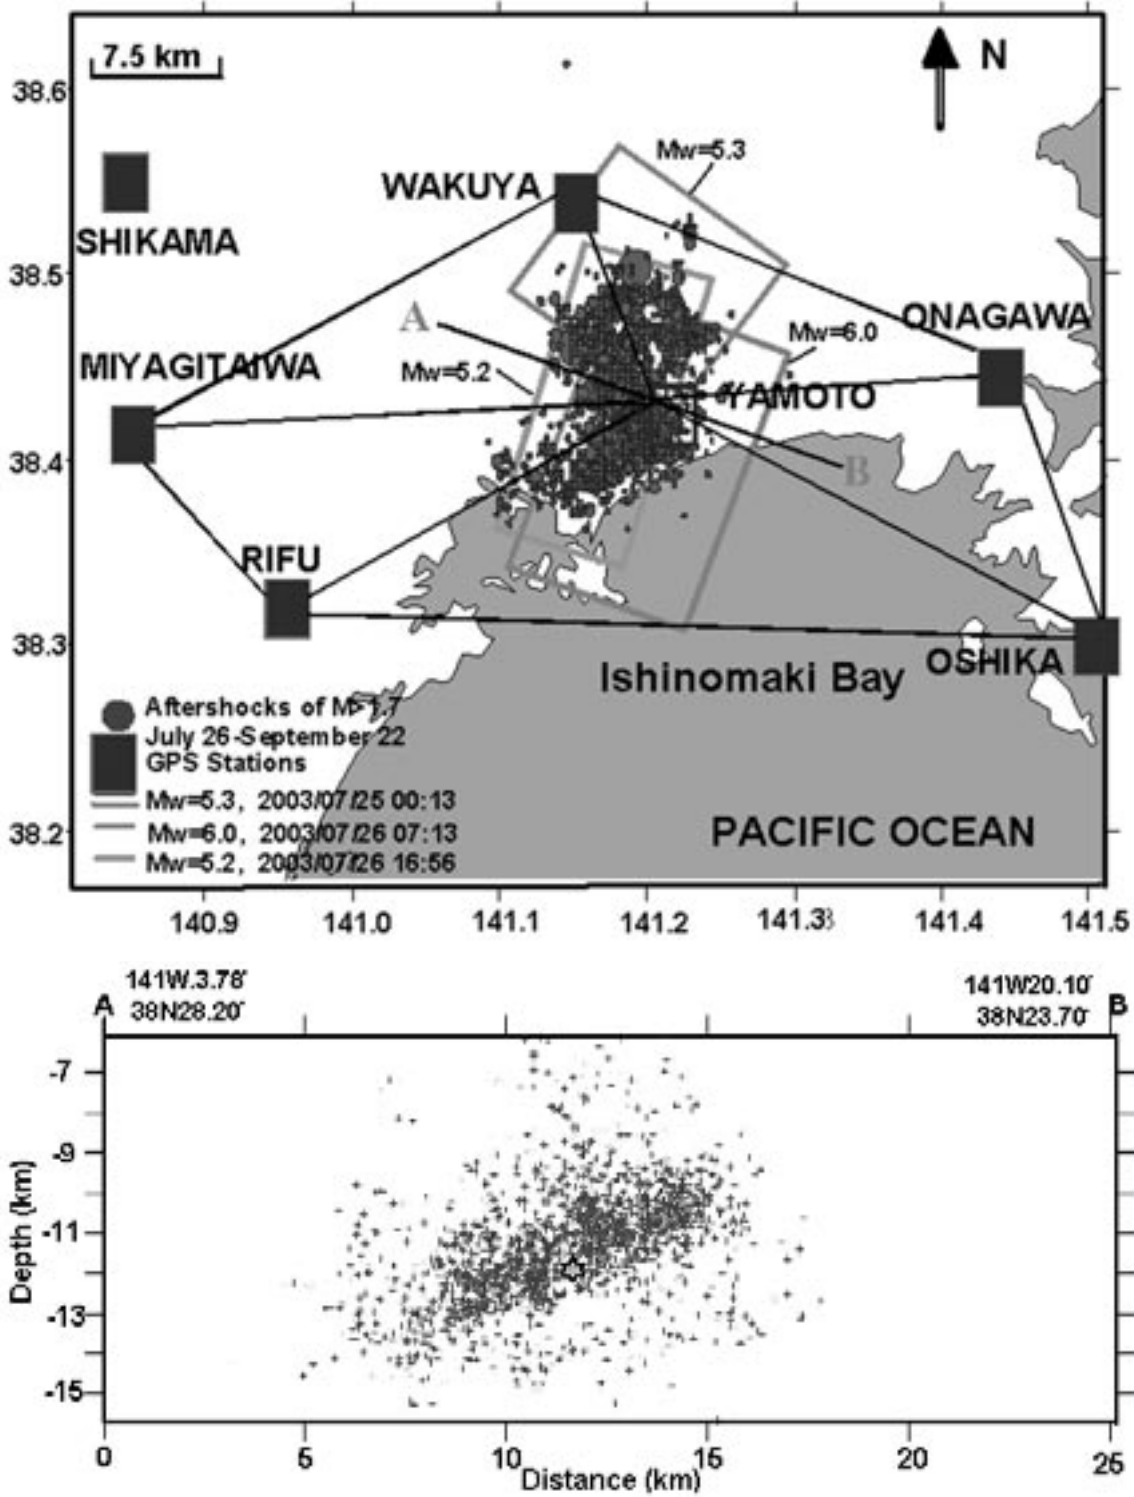 7.5 km
N
38.6
Mw=5.3
WAKUYA
SHIKAMA
38.5
A
ONAGAWA
Mw=6.0
MIYAGITAIWA
Mw=5.2
YAMOTO
38.4
B
RIFU
38.3
Ishinomaki Bay
OSHIKA
Aftershocks of M>1.7
July 26-September 22
GPS Stations
Mw=5.3, 2003/07/25 00:13
38.2
Mw=6.0, 2003/07/26 07:13
PACIFIC OCEAN
Mw=5.2, 2003/07/26 16:56
140.9 141.0 141.1 141.2 141.3 141.4 141.5
141W.3.78' 141W20.10'
A 38N28.20' 38N23.70' B
-7
-9
-11
-13
-15
Depth (km)
0 5 10 15 20 25
Distance (km)